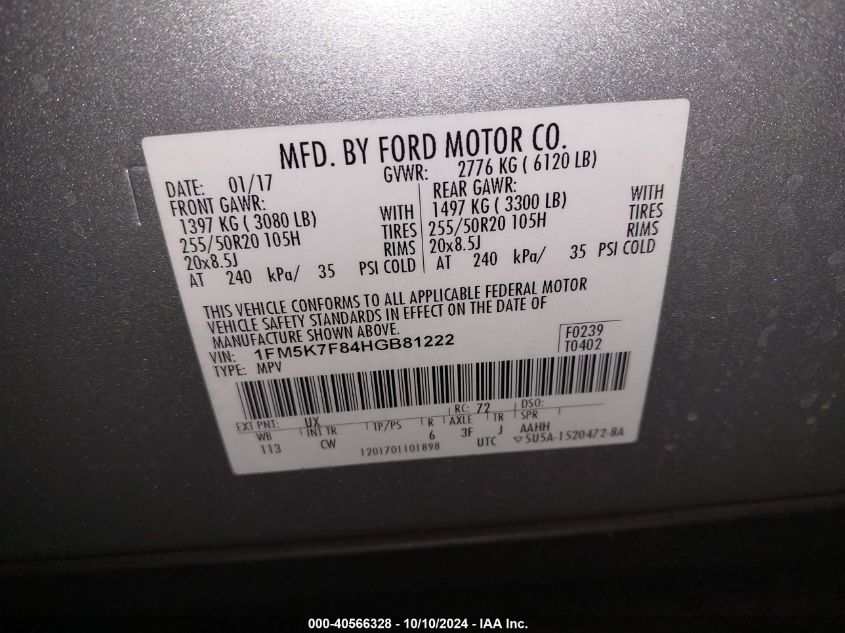 MFD. BY FORD MOTOR CO.
DATE: 01/17 GVWR: 2776 KG ( 6120 LB)
FRONT GAWR: REAR GAWR:
1397 KG ( 3080 LB) WITH 1497 KG ( 3300 LB) WITH
255/50R20 105H TIRES 255/50R20 105H TIRES
20x8.5J RIMS 20x8.5J RIMS
AT 240 kPa/ 35 PSI COLD AT 240 kPa/ 35 PSI COLD
THIS VEHICLE CONFORMS TO ALL APPLICABLE FEDERAL MOTOR
VEHICLE SAFETY STANDARDS IN EFFECT ON THE DATE OF
MANUFACTURE SHOWN ABOVE.
VIN: 1FM5K7F84HGB81222 F0239
TYPE: MPV T0402
EXT PNT: UX RC: 72 DSO:
WB INT TR TP/PS R AXLE TR SPR
113 CW 6 3F J AAHH
1201701101898 UTC ▽5U5A-1520472-BA
000-40566328 - 10/10/2024 - IAA Inc.